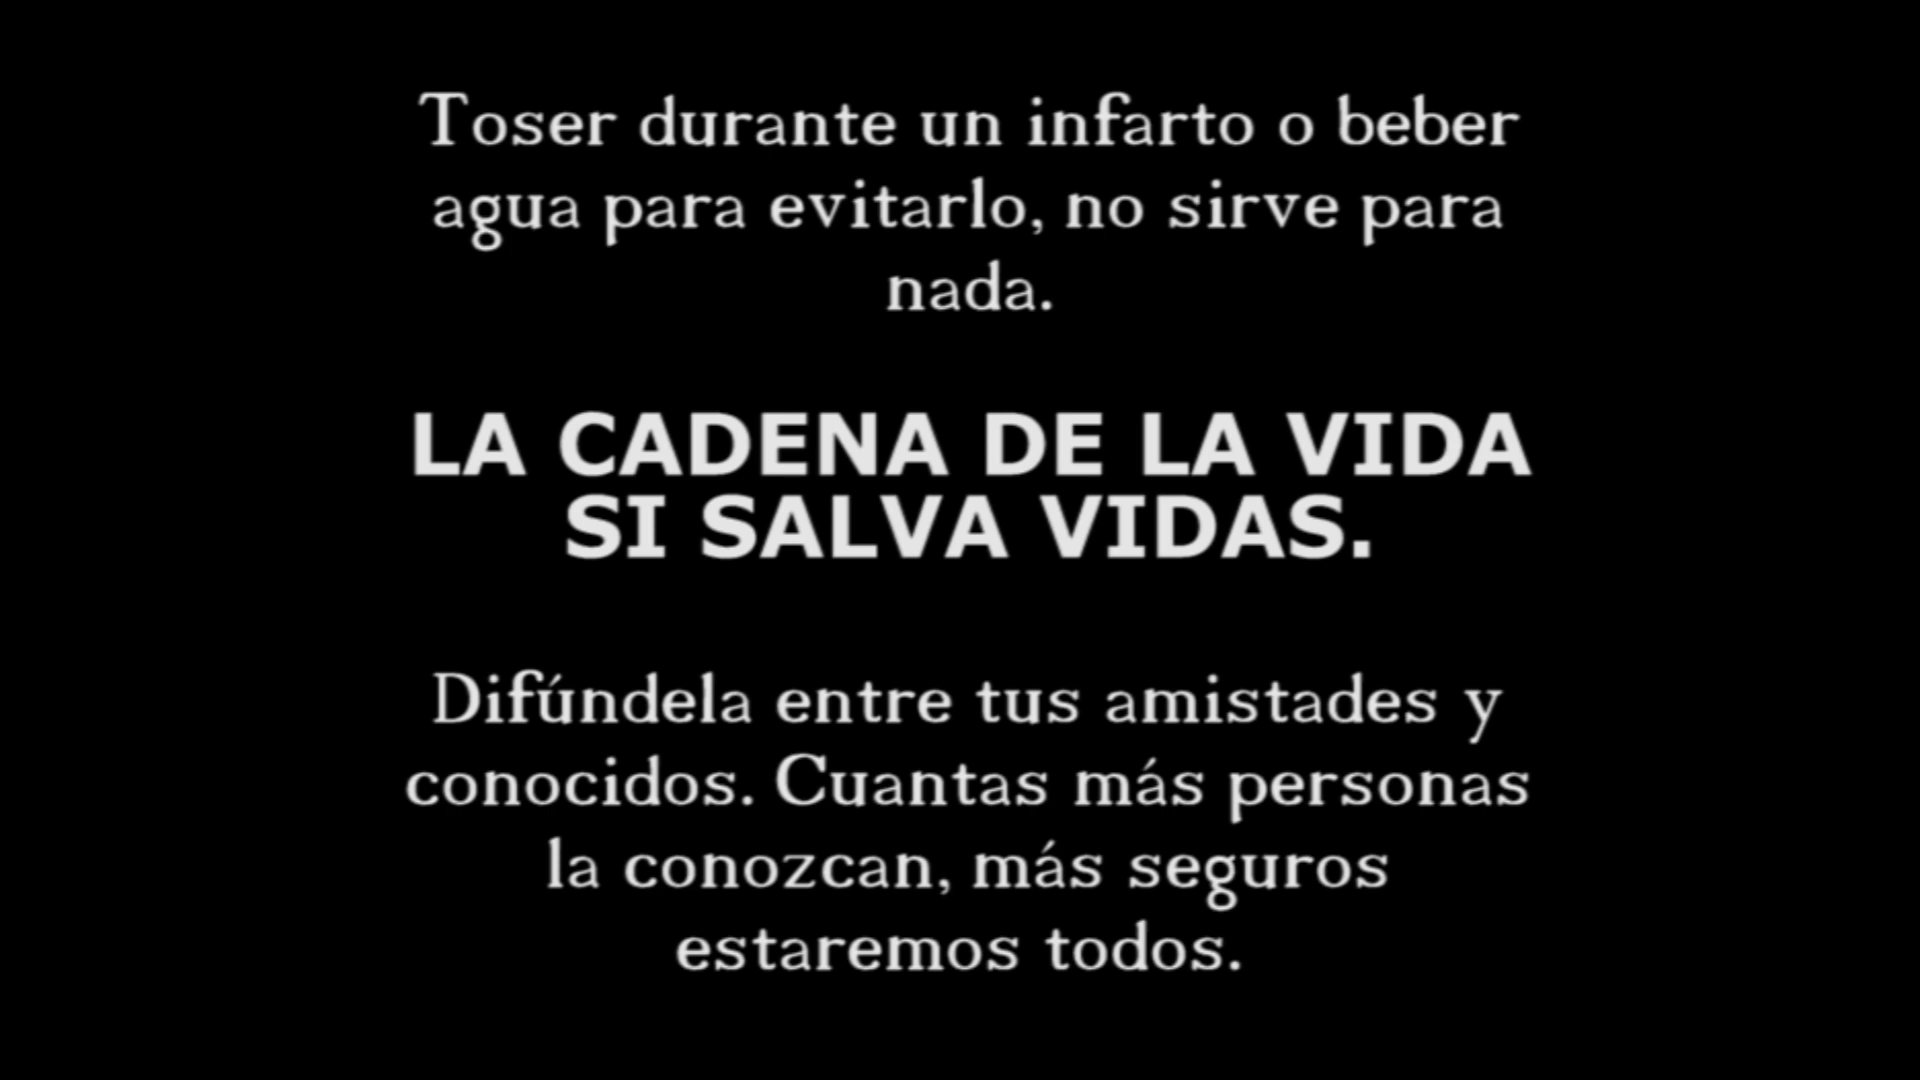 Toser durante un infarto o beber
agua para evitarlo, no sirve para
nada.
LA CADENA DE LA VIDA
SI SALVA VIDAS.
Difúndela entre tus amistades y
conocidos. Cuantas más personas
la conozcan, más seguros
estaremos todos.